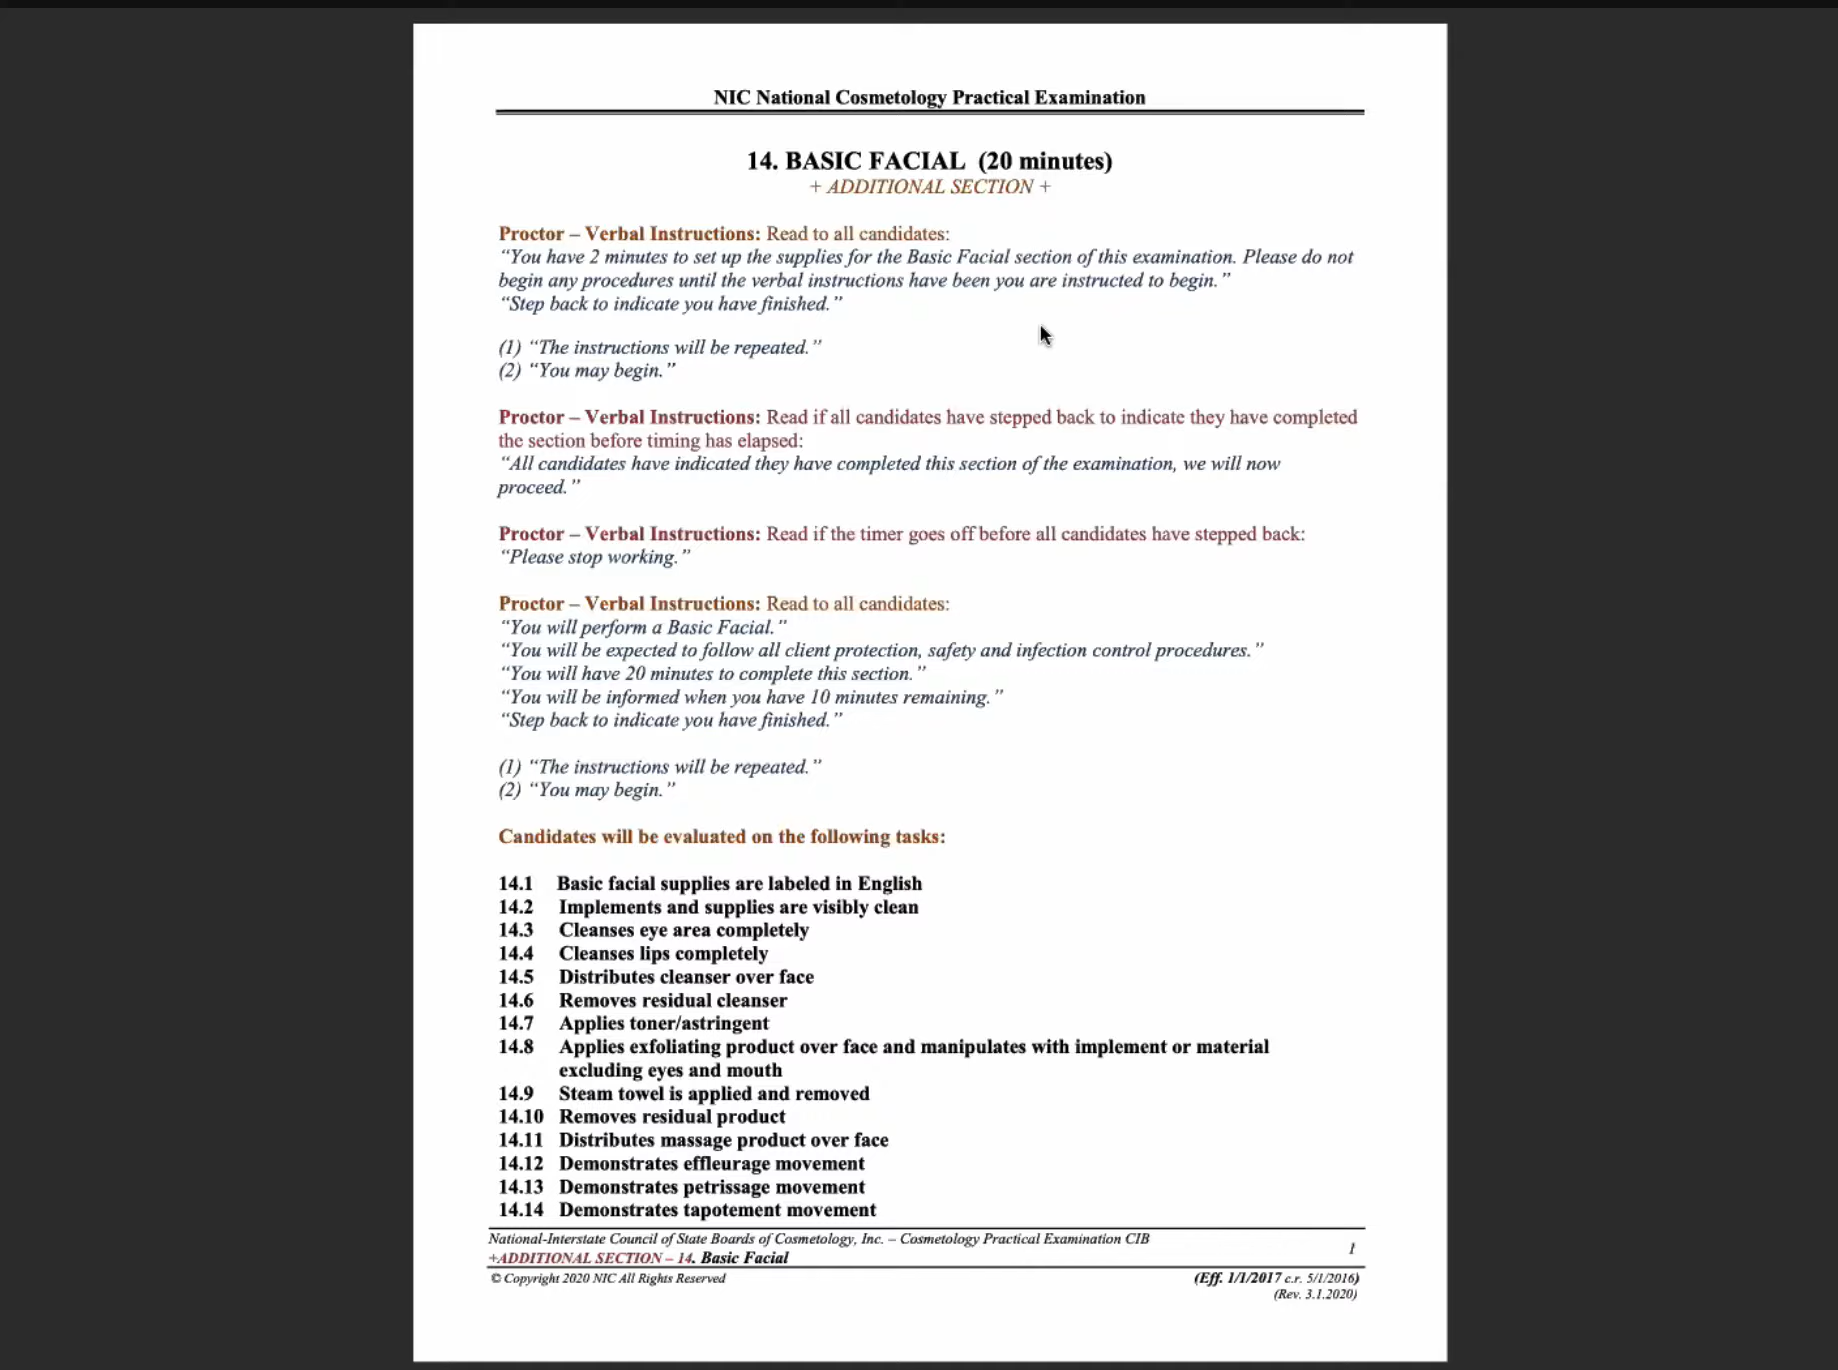 NIC National Cosmetology Practical Examination
14. BASIC FACIAL (20 minutes)
+ ADDITIONAL SECTION +
Proctor – Verbal Instructions: Read to all candidates:
“You have 2 minutes to set up the supplies for the Basic Facial section of this examination. Please do not
begin any procedures until the verbal instructions have been you are instructed to begin.”
“Step back to indicate you have finished.”
(1) “The instructions will be repeated.”
(2) “You may begin.”
Proctor – Verbal Instructions: Read if all candidates have stepped back to indicate they have completed
the section before timing has elapsed:
“All candidates have indicated they have completed this section of the examination, we will now
proceed.”
Proctor – Verbal Instructions: Read if the timer goes off before all candidates have stepped back:
“Please stop working.”
Proctor – Verbal Instructions: Read to all candidates:
“You will perform a Basic Facial.”
“You will be expected to follow all client protection, safety and infection control procedures.”
“You will have 20 minutes to complete this section.”
“You will be informed when you have 10 minutes remaining.”
“Step back to indicate you have finished.”
(1) “The instructions will be repeated.”
(2) “You may begin.”
Candidates will be evaluated on the following tasks:
14.1 Basic facial supplies are labeled in English
14.2 Implements and supplies are visibly clean
14.3 Cleanses eye area completely
14.4 Cleanses lips completely
14.5 Distributes cleanser over face
14.6 Removes residual cleanser
14.7 Applies toner/astringent
14.8 Applies exfoliating product over face and manipulates with implement or material
excluding eyes and mouth
14.9 Steam towel is applied and removed
14.10 Removes residual product
14.11 Distributes massage product over face
14.12 Demonstrates effleurage movement
14.13 Demonstrates petrissage movement
14.14 Demonstrates tapotement movement
National-Interstate Council of State Boards of Cosmetology, Inc. – Cosmetology Practical Examination CIB
+ADDITIONAL SECTION – 14. Basic Facial
1
© Copyright 2020 NIC All Rights Reserved
(Eff. 1/1/2017 c.r. 5/1/2016)
(Rev. 3.1.2020)